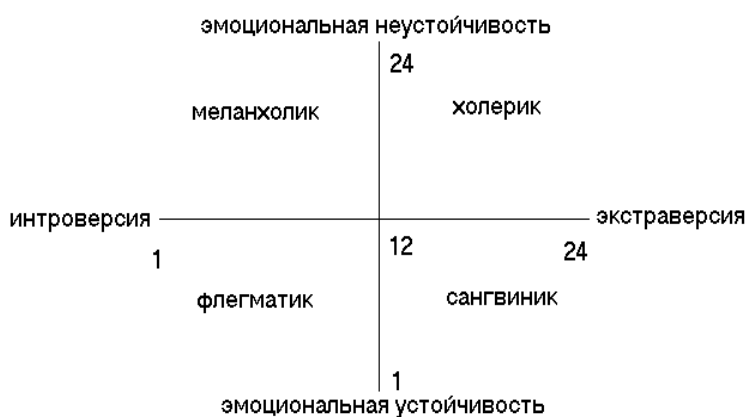 эмоциональная неустойчивость
24
меланхолик
холерик
интроверсия
экстраверсия
1
12
24
флегматик
сангвиник
1
эмоциональная устойчивость